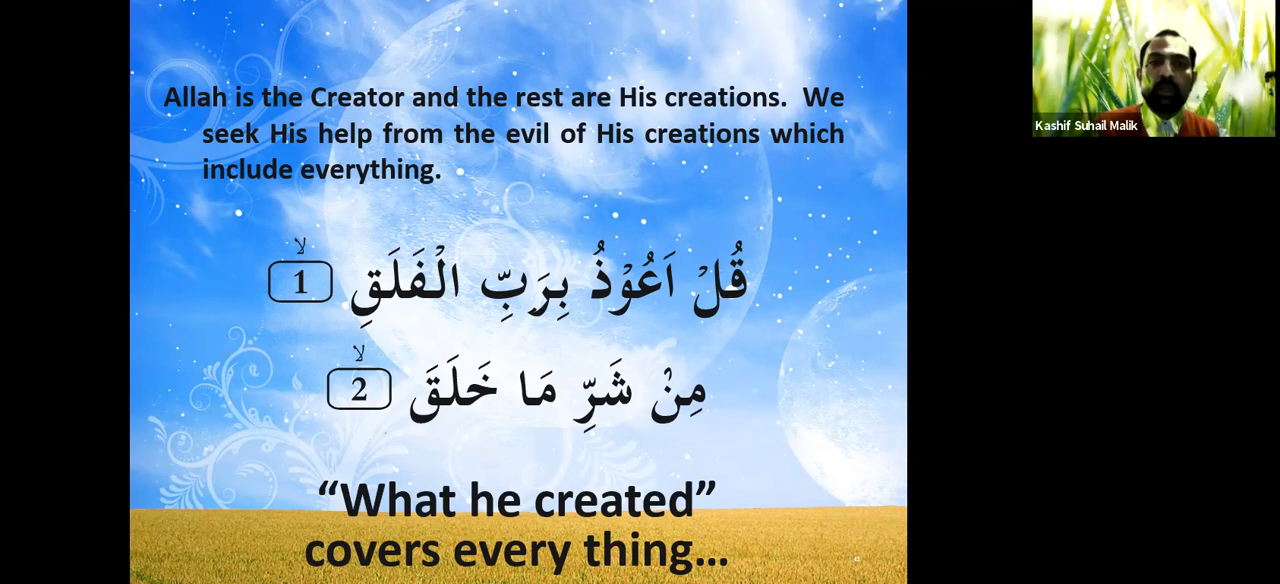 Allah is the Creator and the rest are His creations. We
seek His help from the evil of His creations which
include everything.
قُلْ اَعُوْذُ بِرَبِّ الْفَلَقِ ۙ 1
مِنْ شَرِّ مَا خَلَقَ ۙ 2
“What he created”
covers every thing...
Kashif Suhail Malik